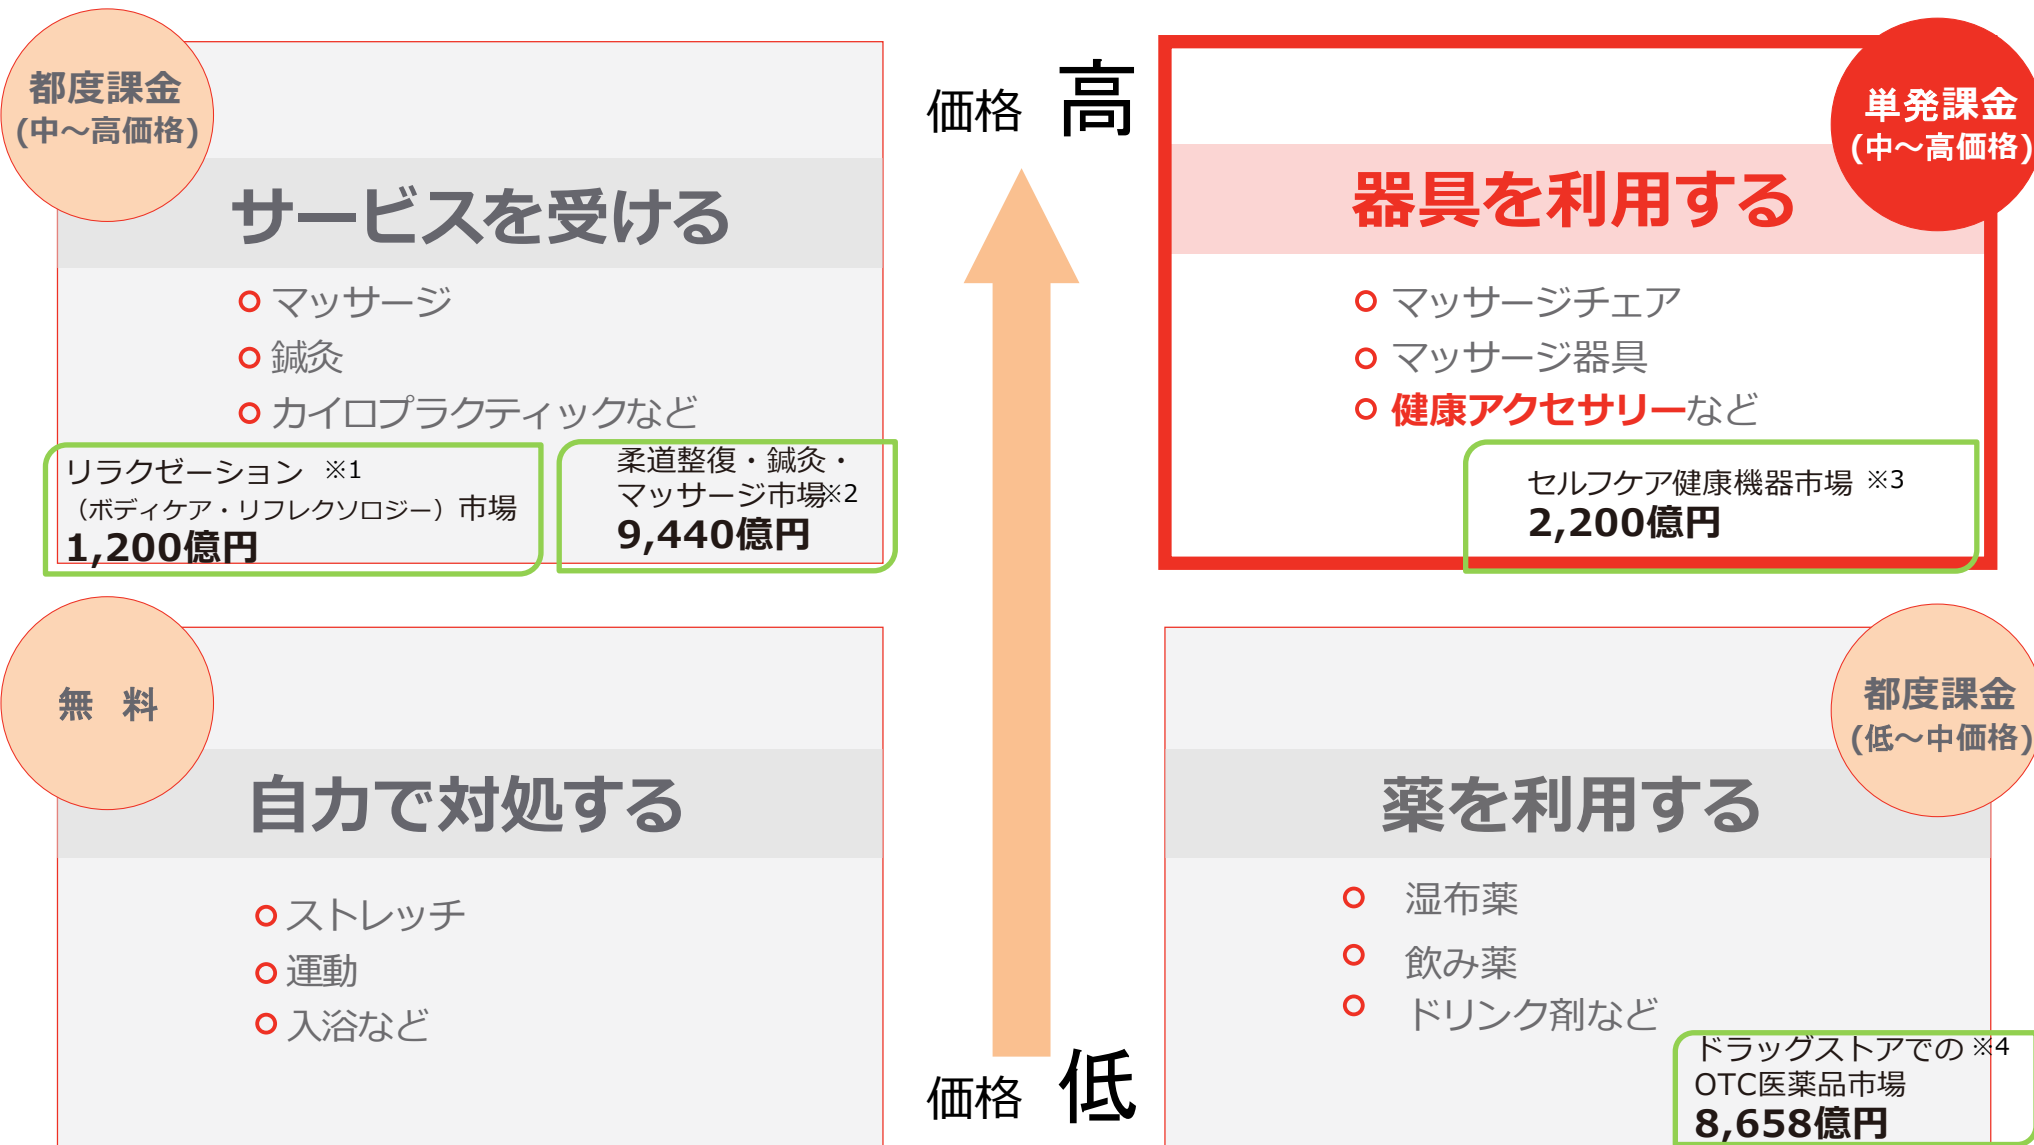 都度課金
(中～高価格)
サービスを受ける
マッサージ
鍼灸
カイロプラクティックなど
リラクゼーション ※1
（ボディケア・リフレクソロジー）市場
1,200億円
柔道整復・鍼灸・
マッサージ市場※2
9,440億円
価格 高
単発課金
(中～高価格)
器具を利用する
マッサージチェア
マッサージ器具
健康アクセサリーなど
セルフケア健康機器市場 ※3
2,200億円
無 料
自力で対処する
ストレッチ
運動
入浴など
価格 低
都度課金
(低～中価格)
薬を利用する
湿布薬
飲み薬
ドリンク剤など
ドラッグストアでの ※4
OTC医薬品市場
8,658億円